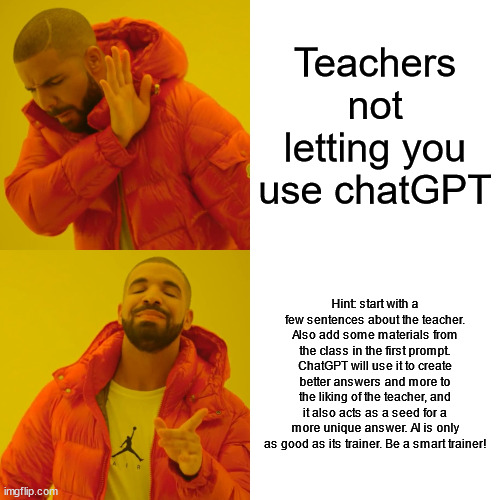 Teachers
not
letting you
use chatGPT
Hint: start with a
few sentences about the teacher.
Also add some materials from
the class in the first prompt.
ChatGPT will use it to create
better answers and more to
the liking of the teacher, and
it also acts as a seed for a
more unique answer. AI is only
as good as its trainer. Be a smart trainer!
AIR
imgflip.com